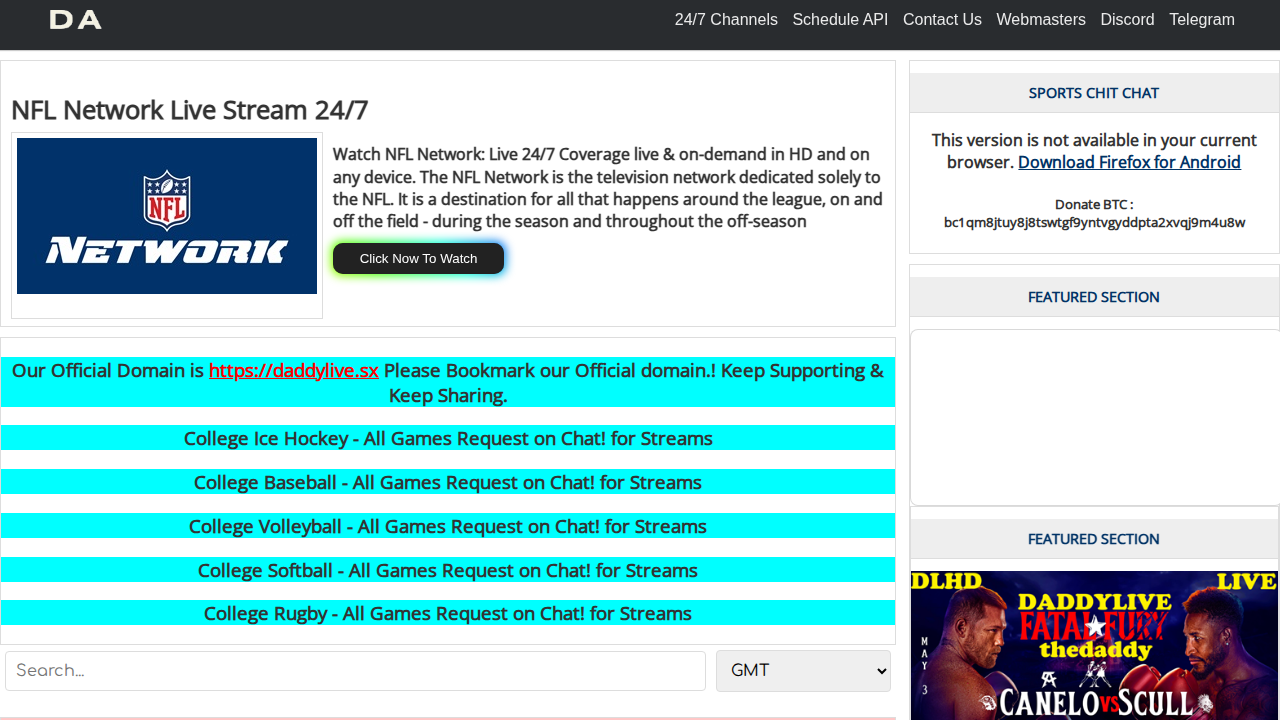 DA
24/7 Channels Schedule API Contact Us Webmasters Discord Telegram
NFL Network Live Stream 24/7
NFL
NETWORK
Watch NFL Network: Live 24/7 Coverage live & on-demand in HD and on
any device. The NFL Network is the television network dedicated solely to
the NFL. It is a destination for all that happens around the league, on and
off the field - during the season and throughout the off-season
Click Now To Watch
Our Official Domain is https://daddylive.sx Please Bookmark our Official domain.! Keep Supporting &
Keep Sharing.
College Ice Hockey - All Games Request on Chat! for Streams
College Baseball - All Games Request on Chat! for Streams
College Volleyball - All Games Request on Chat! for Streams
College Softball - All Games Request on Chat! for Streams
College Rugby - All Games Request on Chat! for Streams
Search...
GMT
SPORTS CHIT CHAT
This version is not available in your current
browser. Download Firefox for Android
Donate BTC :
bc1qm8jtuy8j8tswtgf9yntvgyddpta2xvqj9m4u8w
FEATURED SECTION
FEATURED SECTION
DLHD LIVE
DADDYLIVE
FATAL FURY
thedaddy
MAY 3
CANELO VS SCULL